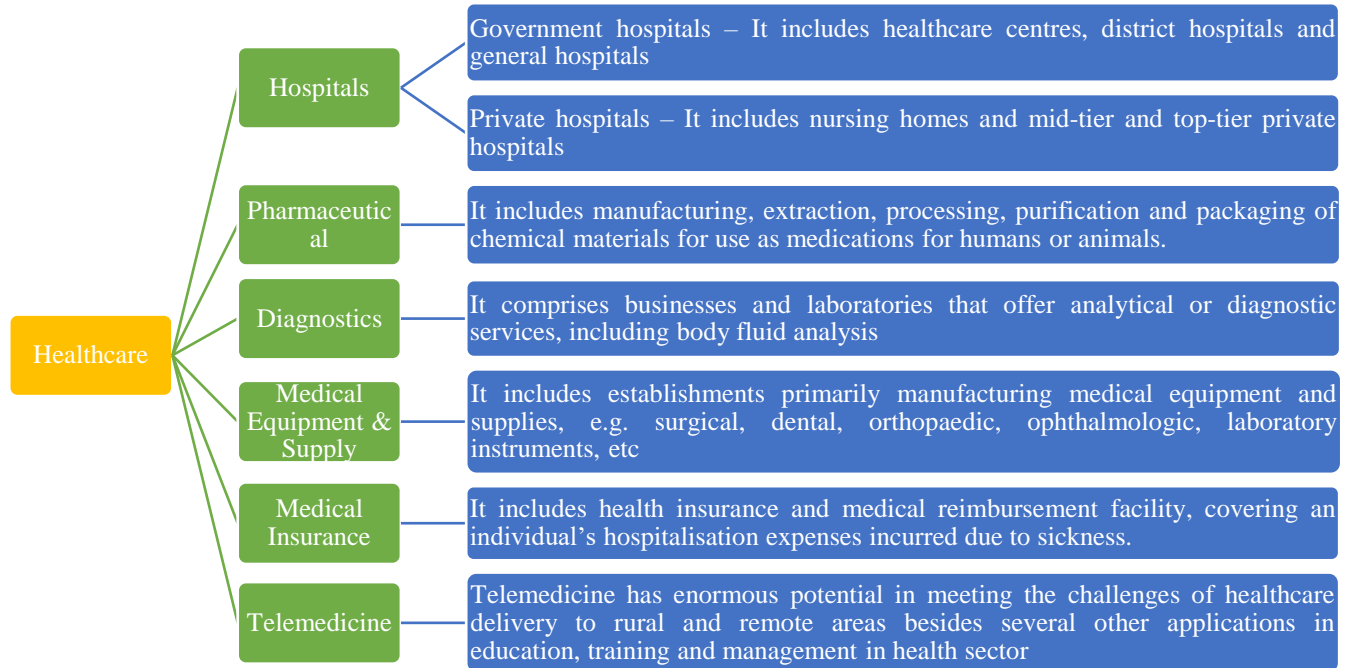 Healthcare
Hospitals
Government hospitals – It includes healthcare centres, district hospitals and
general hospitals
Private hospitals – It includes nursing homes and mid-tier and top-tier private
hospitals
Pharmaceutic
al
It includes manufacturing, extraction, processing, purification and packaging of
chemical materials for use as medications for humans or animals.
Diagnostics
It comprises businesses and laboratories that offer analytical or diagnostic
services, including body fluid analysis
Medical
Equipment &
Supply
It includes establishments primarily manufacturing medical equipment and
supplies, e.g. surgical, dental, orthopaedic, ophthalmologic, laboratory
instruments, etc
Medical
Insurance
It includes health insurance and medical reimbursement facility, covering an
individual’s hospitalisation expenses incurred due to sickness.
Telemedicine
Telemedicine has enormous potential in meeting the challenges of healthcare
delivery to rural and remote areas besides several other applications in
education, training and management in health sector